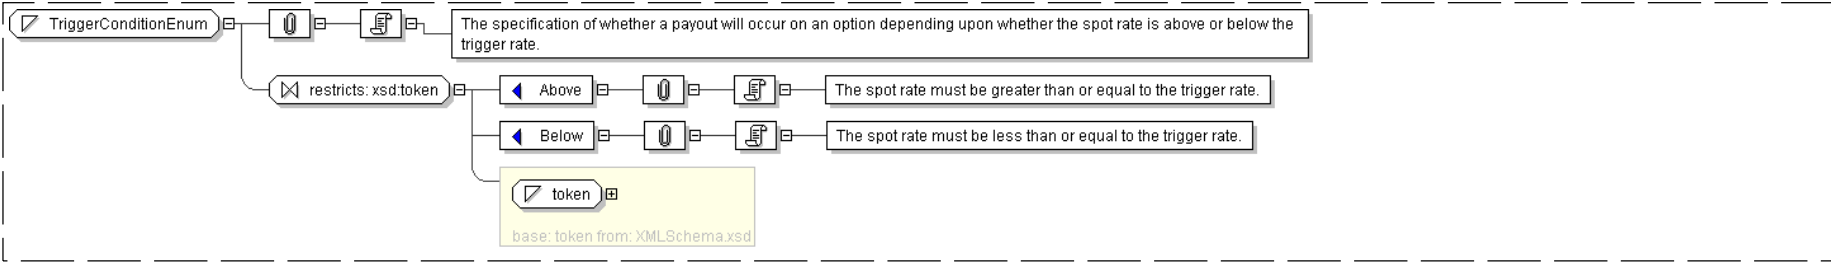 TriggerConditionEnum
The specification of whether a payout will occur on an option depending upon whether the spot rate is above or below the
trigger rate.
restricts: xsd:token
Above
The spot rate must be greater than or equal to the trigger rate.
Below
The spot rate must be less than or equal to the trigger rate.
token
base: token from: XMLSchema.xsd